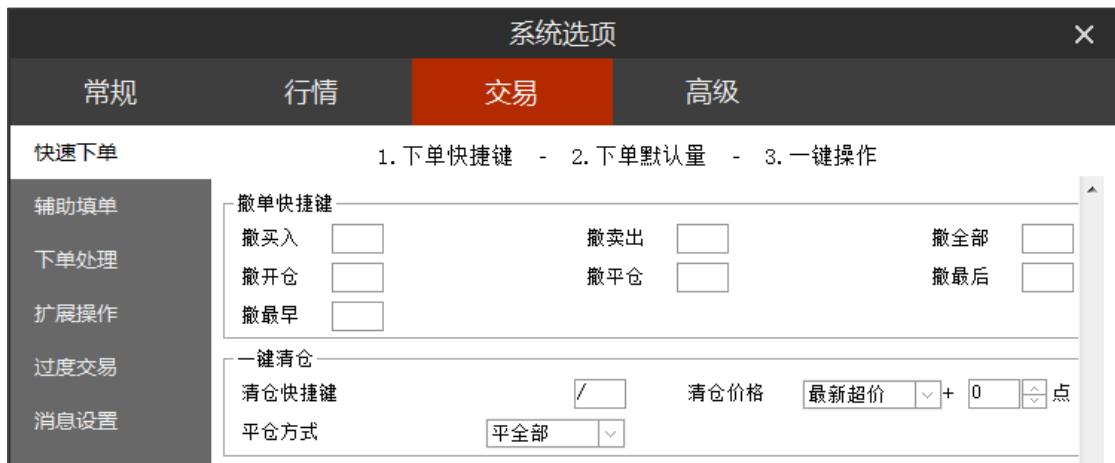 系统选项
常规 行情 交易 高级
快速下单
辅助填单
下单处理
扩展操作
过度交易
消息设置
1.下单快捷键 - 2.下单默认量 - 3.一键操作
撤单快捷键
撤买入 撤卖出 撤全部
撤开仓 撤平仓 撤最后
撤最早
一键清仓
清仓快捷键 / 清仓价格 最新超价 + 0 点
平仓方式 平全部